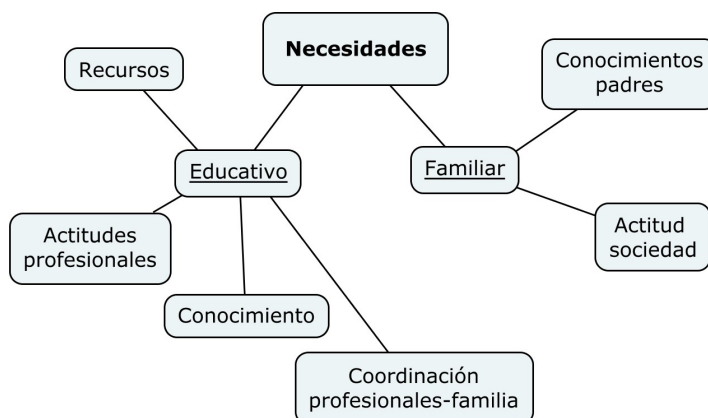 Necesidades
Recursos
Conocimientos
padres
Educativo
Familiar
Actitudes
profesionales
Actitud
sociedad
Conocimiento
Coordinación
profesionales-familia